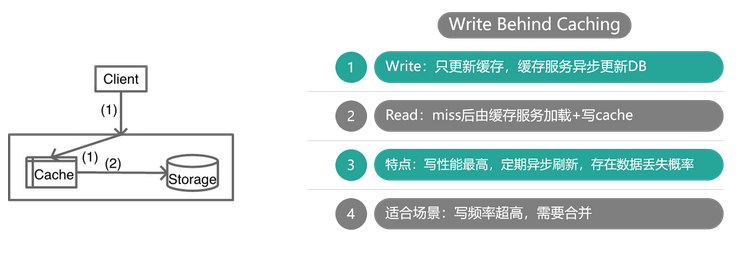 Write Behind Caching
Client
(1)
(1)
(2)
Cache
Storage
1
Write：只更新缓存，缓存服务异步更新DB
2
Read：miss后由缓存服务加载+写cache
3
特点：写性能最高，定期异步刷新，存在数据丢失概率
4
适合场景：写频率超高，需要合并